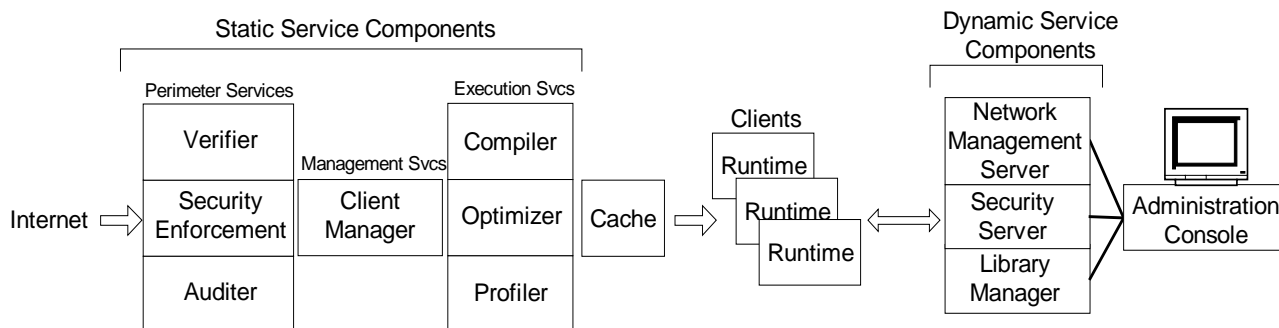 Static Service Components
Dynamic Service
Components
Perimeter Services
Execution Svcs
Verifier
Management Svcs
Compiler
Internet
Security
Enforcement
Client
Manager
Optimizer
Cache
Auditer
Profiler
Clients
Runtime
Runtime
Runtime
Network
Management
Server
Security
Server
Library
Manager
Administration
Console